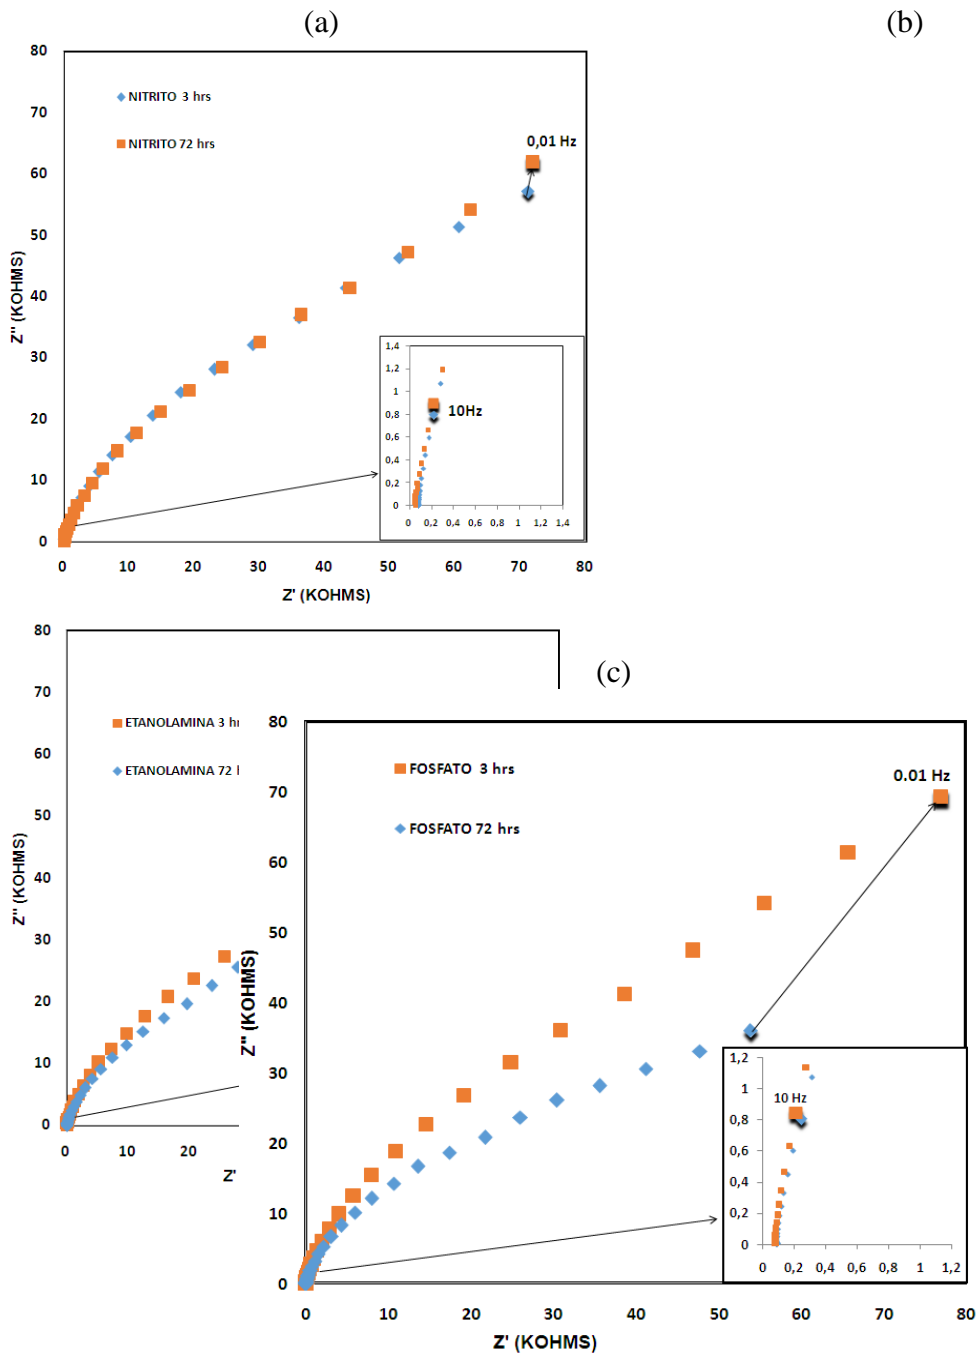 (a)
(b)
80
70
60
50
40
30
20
10
0
Z'' (KOHMS)
NITRITO 3 hrs
NITRITO 72 hrs
0,01 Hz
1,4
1,2
1
0,8
0,6
0,4
0,2
0
10Hz
0 0,2 0,4 0,6 0,8 1 1,2 1,4
0 10 20 30 40 50 60 70 80
Z' (KOHMS)
80
70
60
50
40
30
20
10
0
Z'' (KOHMS)
ETANOLAMINA 3
ETANOLAMINA 72
0 10 20
Z'
(c)
80
70
60
50
40
30
20
10
0
Z'' (KOHMS)
FOSFATO 3 hrs
FOSFATO 72 hrs
0.01 Hz
1,2
1
0,8
0,6
0,4
0,2
0
10 Hz
0 0,2 0,4 0,6 0,8 1 1,2
0 10 20 30 40 50 60 70 80
Z' (KOHMS)